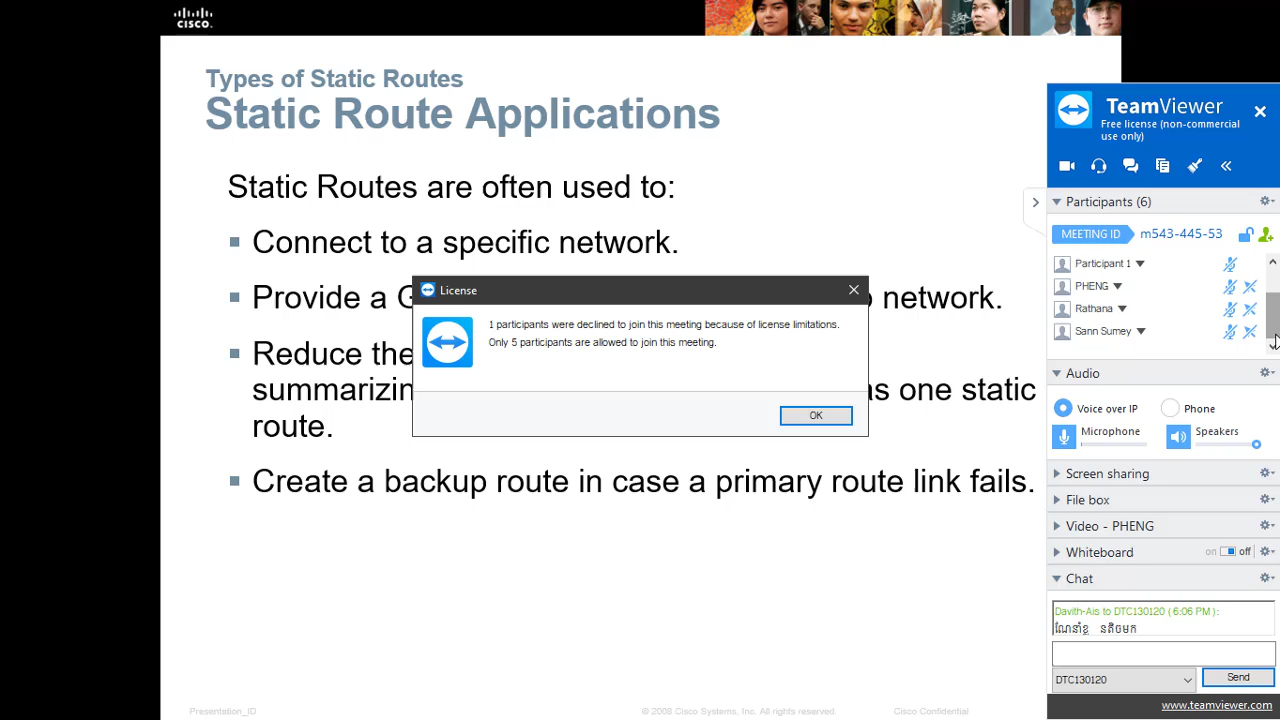 CISCO
Types of Static Routes
Static Route Applications
Static Routes are often used to:
Connect to a specific network.
Provide a G
network.
Reduce the
summarizin
as one static
route.
Create a backup route in case a primary route link fails.
Presentation_ID
© 2008 Cisco Systems, Inc. All rights reserved.
Cisco Confidential
License
1 participants were declined to join this meeting because of license limitations.
Only 5 participants are allowed to join this meeting.
OK
TeamViewer
Free license (non-commercial
use only)
Participants (6)
MEETING ID
m543-445-53
Participant 1
PHENG
Rathana
Sann Sumey
Audio
Voice over IP
Phone
Microphone
Speakers
Screen sharing
File box
Video - PHENG
Whiteboard
on
off
Chat
Davith-Ais to DTC130120 (6:06 PM):
DTC130120
Send
www.teamviewer.com